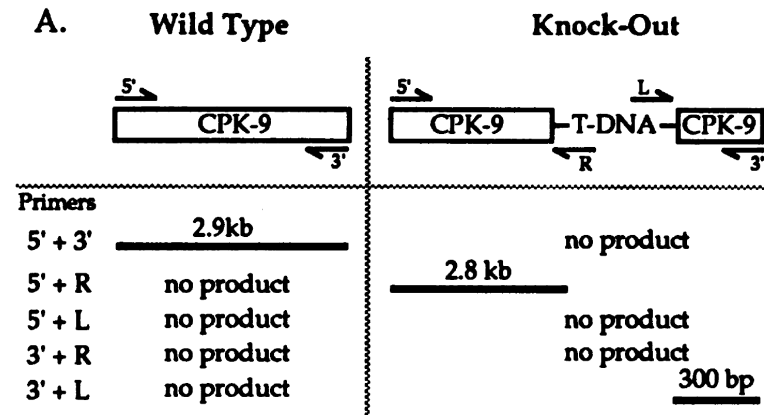 A. Wild Type Knock-Out
5' 5' L
CPK-9 CPK-9 T-DNA CPK-9
3' R 3'
Primers
2.9kb
5' + 3' no product
2.8 kb
5' + R no product
5' + L no product no product
3' + R no product no product
3' + L no product 300 bp